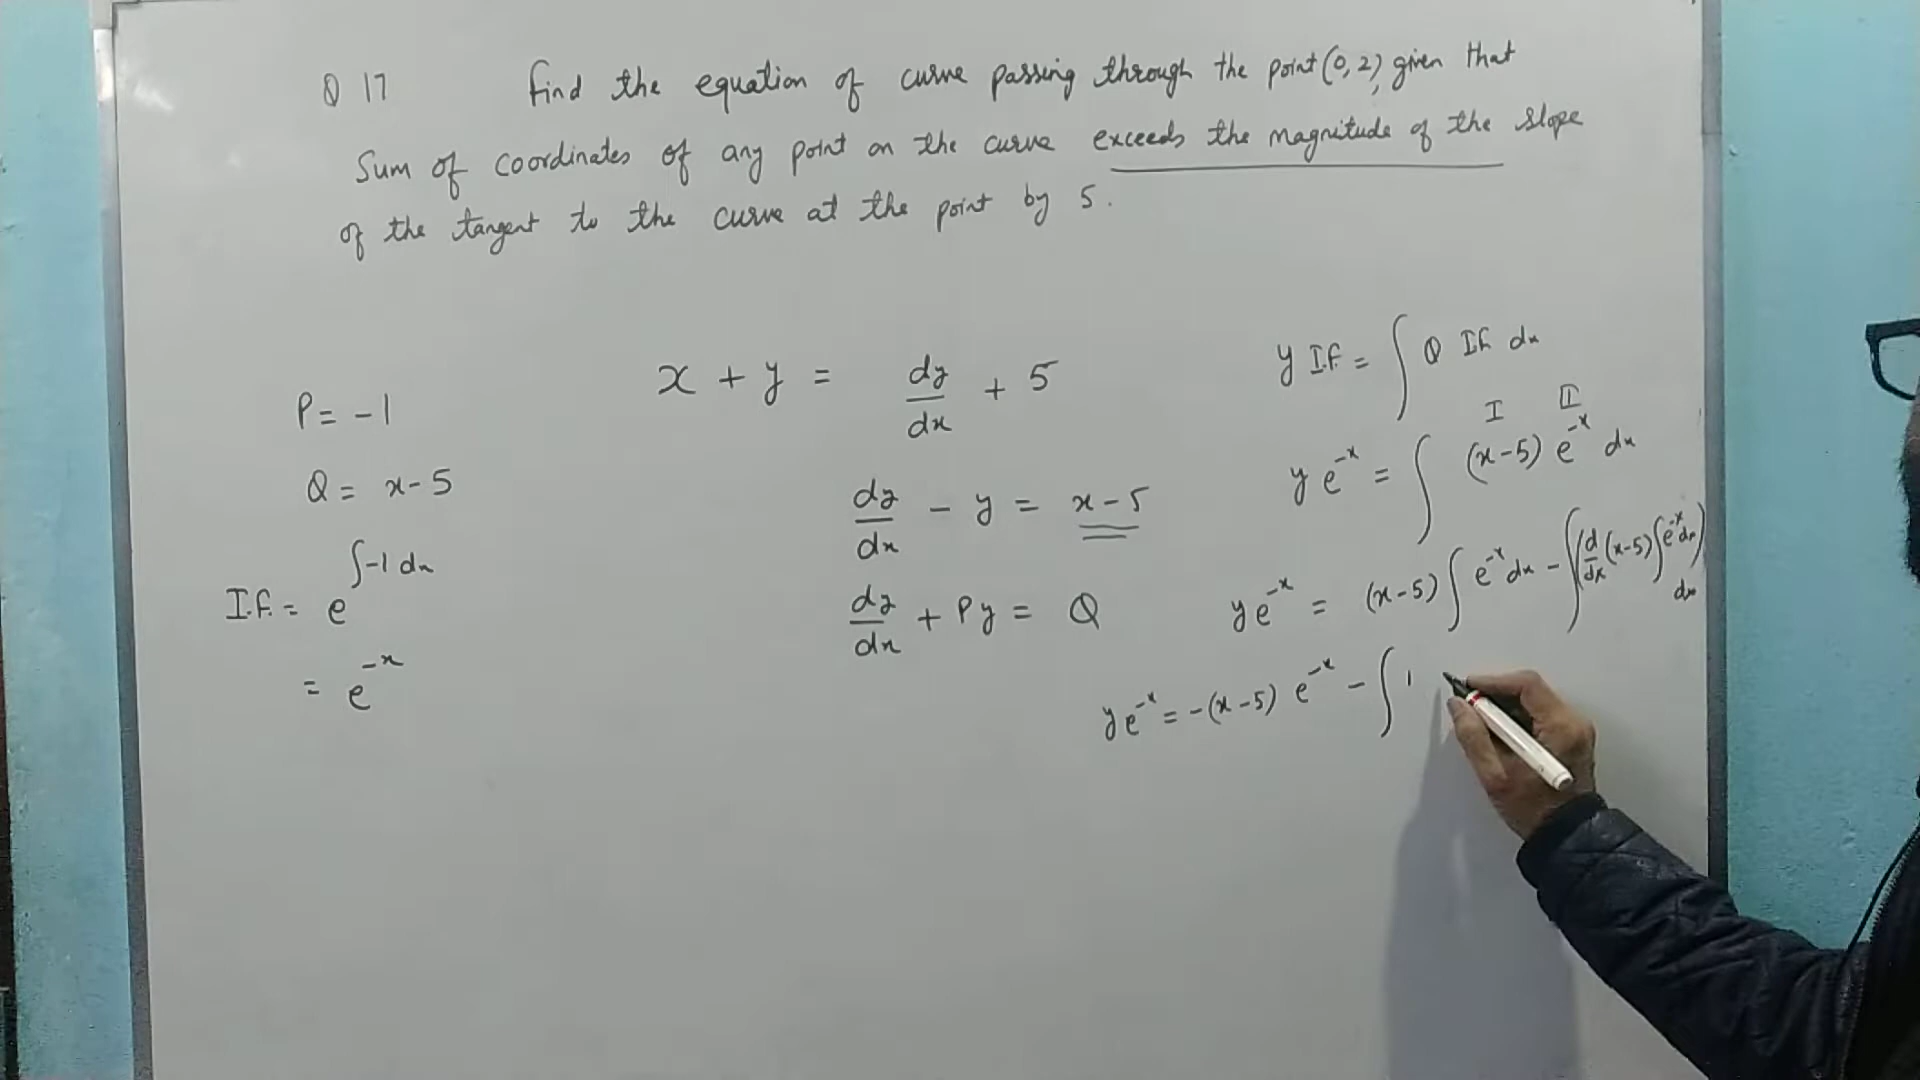 Q 17 find the equation of curve passing through the point (0, 2), given that
Sum of coordinates of any point on the curve exceeds the magnitude of the slope
of the tangent to the curve at the point by 5.
P = -1
Q = x - 5
I.F. = e^∫-1 dx
= e^-x
x + y = dy/dx + 5
dy/dx - y = x - 5
dy/dx + Py = Q
y I.F. = ∫ Q I.F. dx
I II
y e^-x = ∫ (x-5) e^-x dx
y e^-x = (x-5) ∫ e^-x dx - ∫ (d/dx (x-5) ∫ e^-x dx) dx
y e^-x = -(x-5) e^-x - ∫ 1